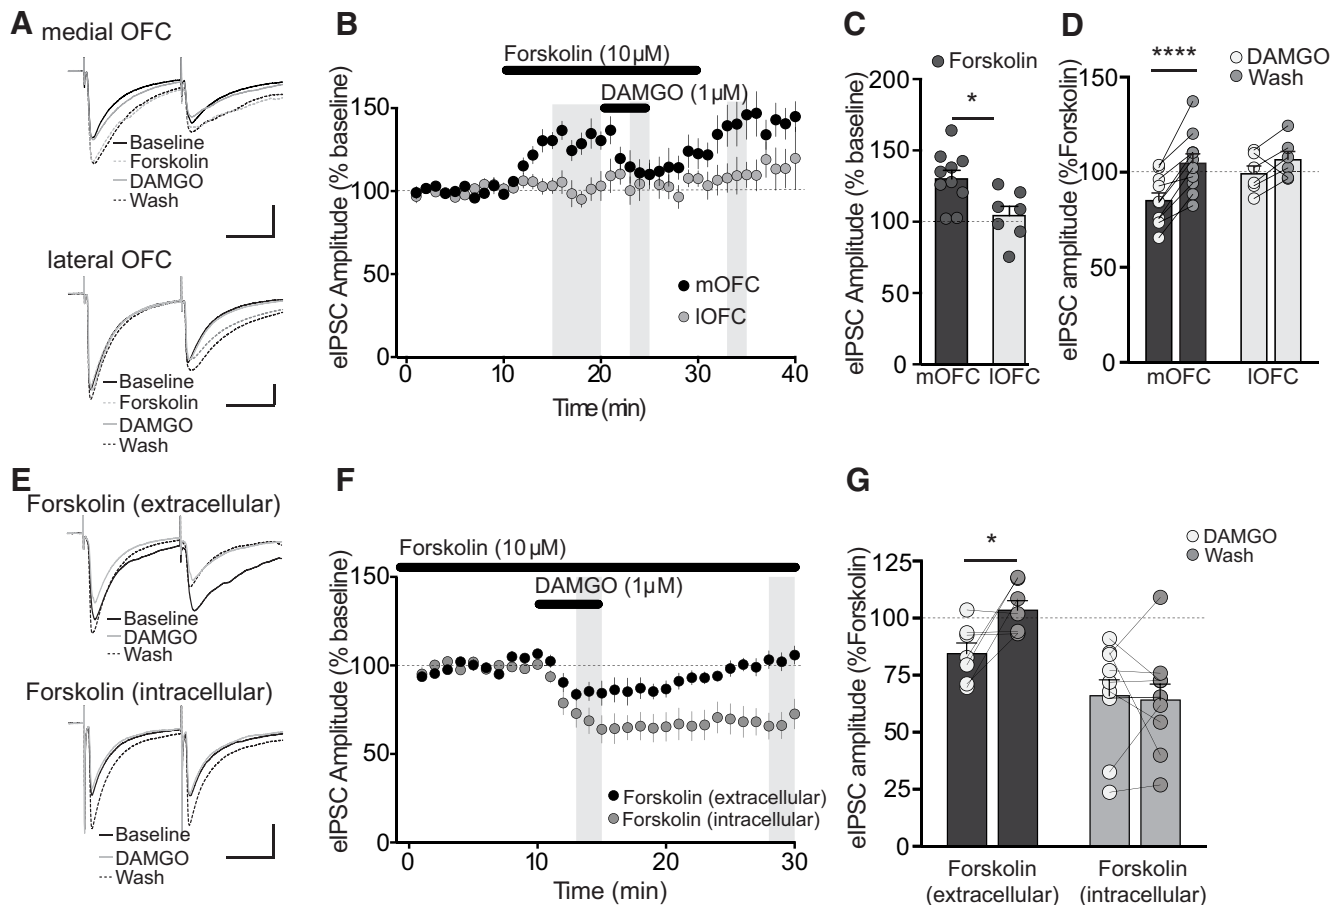 A
medial OFC
Baseline
Forskolin
DAMGO
Wash
lateral OFC
Baseline
Forskolin
DAMGO
Wash
B
Forskolin (10µM)
DAMGO (1µM)
eIPSC Amplitude (% baseline)
150
100
50
0
mOFC
lOFC
0 10 20 30 40
Time (min)
C
Forskolin
eIPSC Amplitude (% baseline)
200
150
100
50
0
*
mOFC lOFC
D
DAMGO
Wash
eIPSC amplitude (%Forskolin)
150
100
50
0
****
mOFC lOFC
E
Forskolin (extracellular)
Baseline
DAMGO
Wash
Forskolin (intracellular)
Baseline
DAMGO
Wash
F
Forskolin (10µM)
DAMGO (1µM)
eIPSC Amplitude (% baseline)
150
100
50
0
Forskolin (extracellular)
Forskolin (intracellular)
0 10 20 30
Time (min)
G
DAMGO
Wash
eIPSC amplitude (%Forskolin)
125
100
75
50
25
0
*
Forskolin Forskolin
(extracellular) (intracellular)